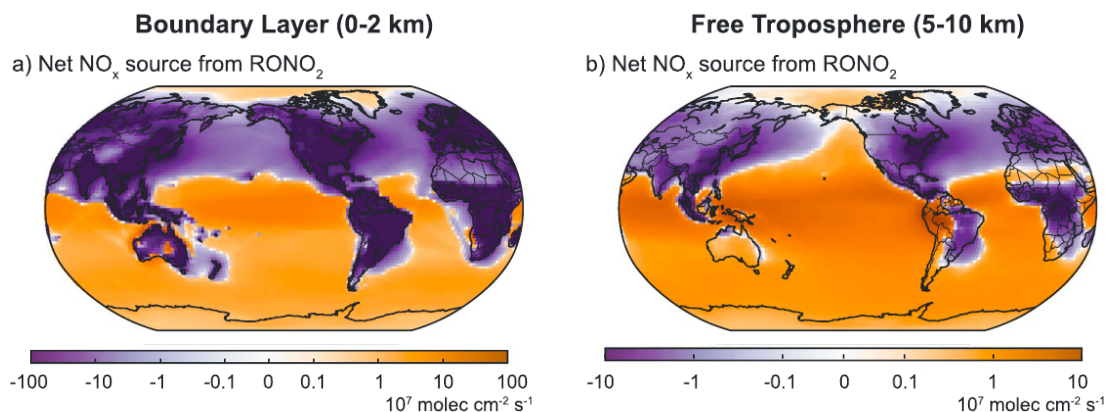 Boundary Layer (0-2 km)
Free Troposphere (5-10 km)
a) Net NOₓ source from RONO₂
b) Net NOₓ source from RONO₂
-100 -10 -1 -0.1 0 0.1 1 10 100
10⁷ molec cm⁻² s⁻¹
-10 -1 -0.1 0 0.1 1 10
10⁷ molec cm⁻² s⁻¹